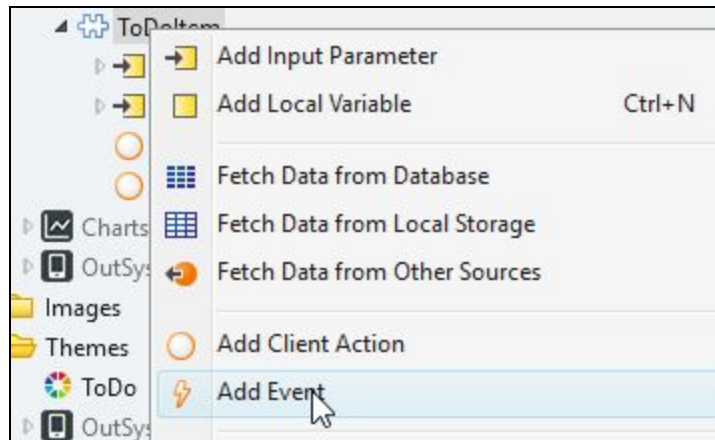 ToDoItem
Add Input Parameter
Add Local Variable Ctrl+N
Fetch Data from Database
Charts
Fetch Data from Local Storage
OutSys
Fetch Data from Other Sources
Images
Themes
Add Client Action
ToDo
Add Event
OutSys